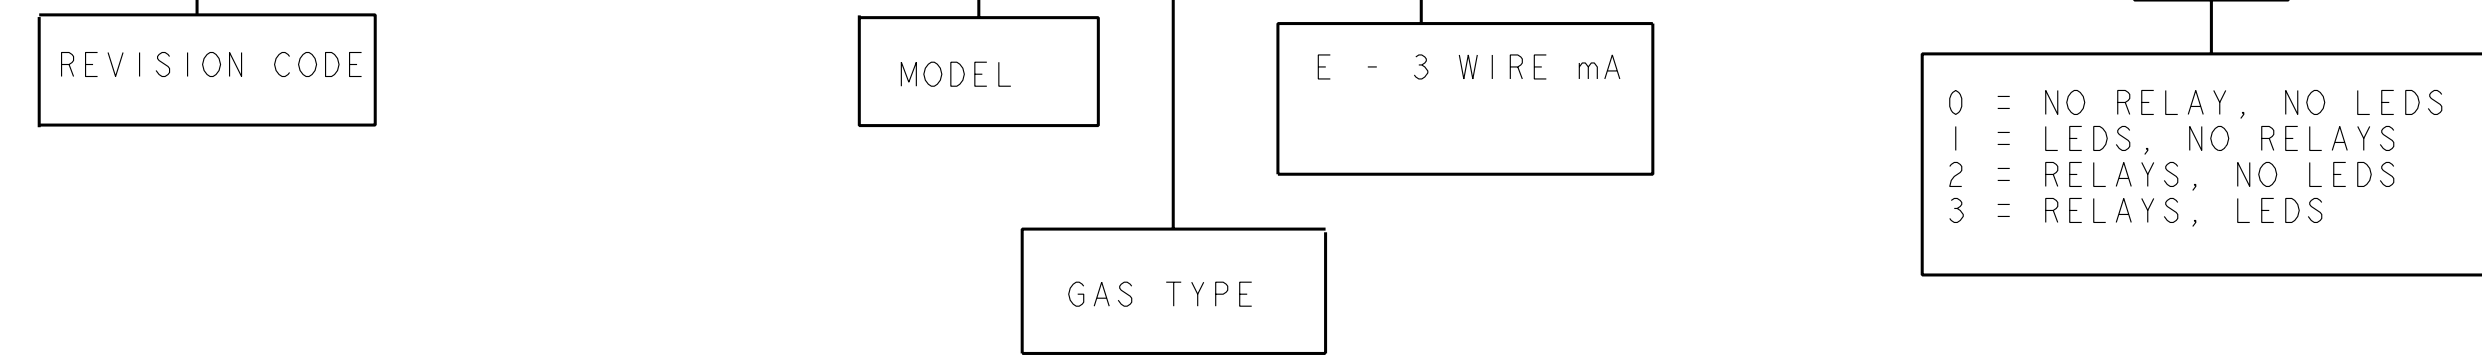 REVISION CODE
MODEL
E - 3 WIRE mA
0 = NO RELAY, NO LEDS
1 = LEDS, NO RELAYS
2 = RELAYS, NO LEDS
3 = RELAYS, LEDS
GAS TYPE